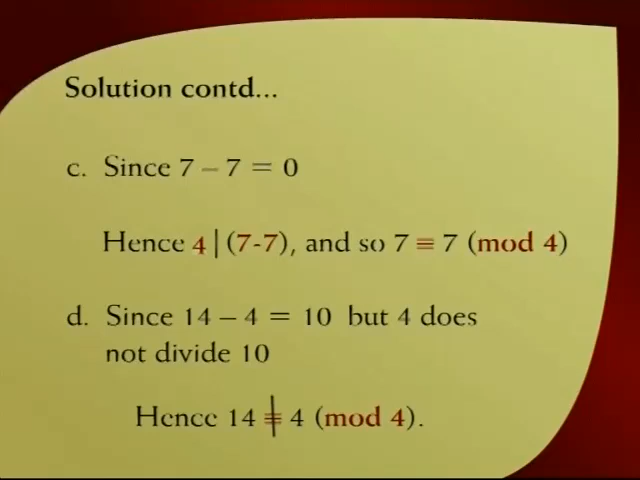 Solution contd...
c. Since 7 – 7 = 0
Hence 4 | (7-7), and so 7 ≡ 7 (mod 4)
d. Since 14 – 4 = 10 but 4 does
not divide 10
Hence 14 ≢ 4 (mod 4).